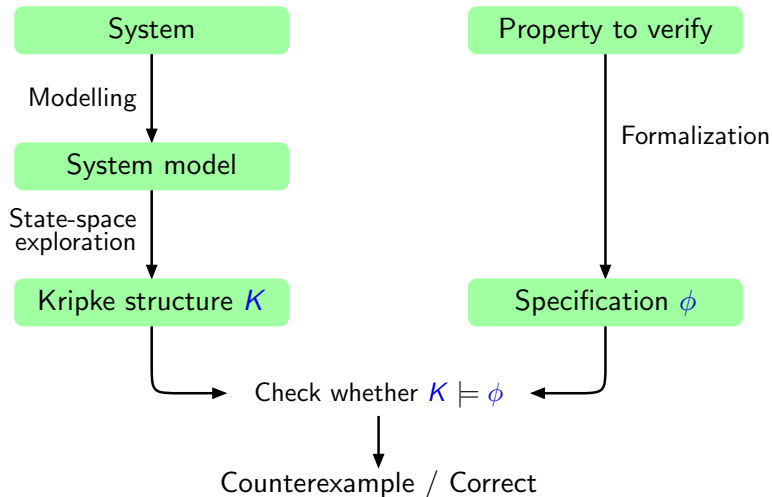 System
Property to verify
Modelling
Formalization
System model
State-space
exploration
Kripke structure K
Specification ϕ
Check whether K ⊨ ϕ
Counterexample / Correct